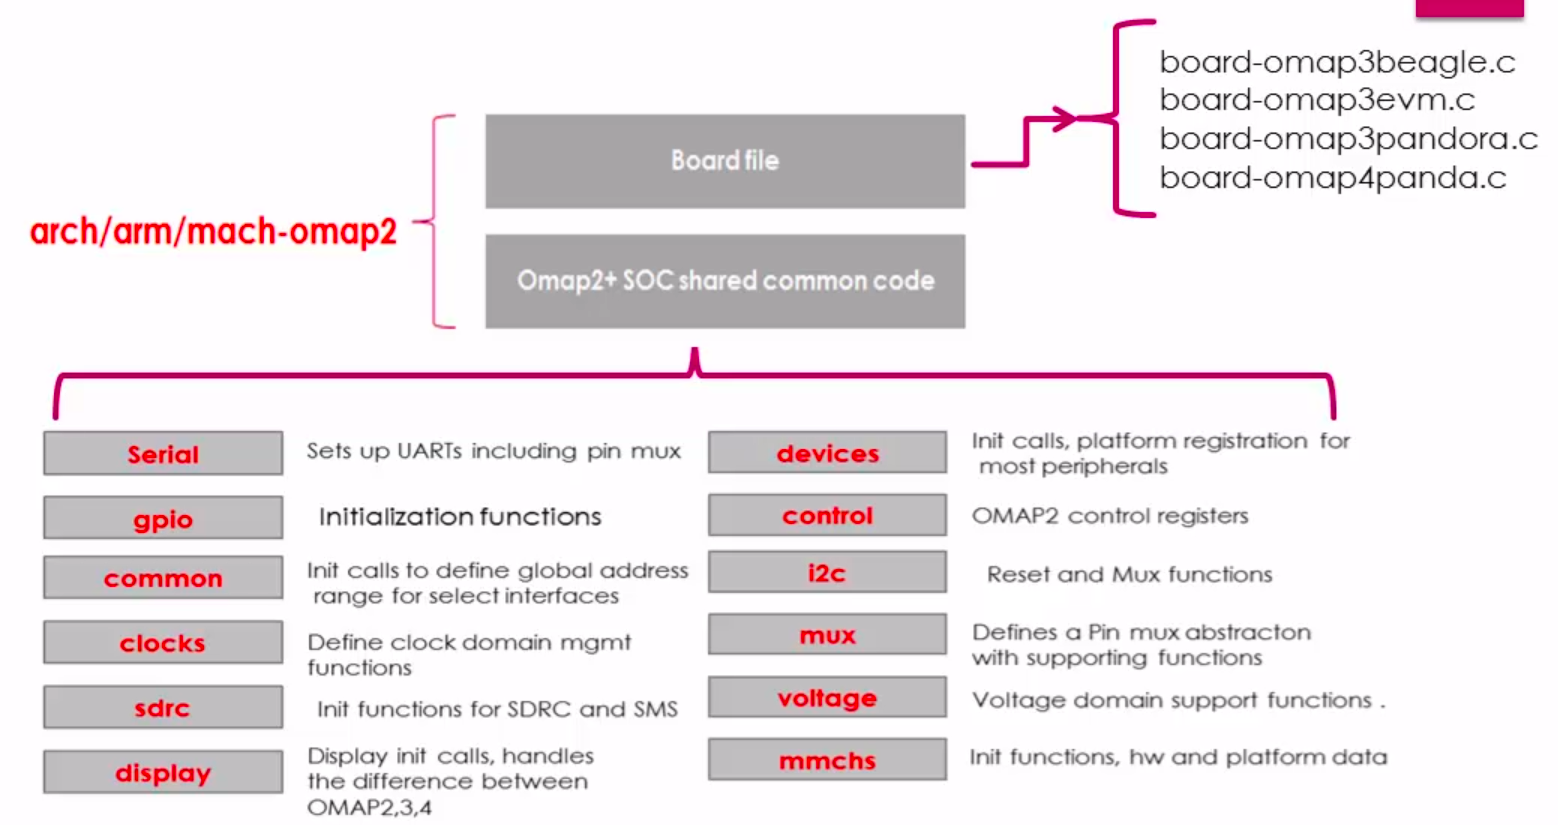 board-omap3beagle.c
board-omap3evm.c
board-omap3pandora.c
board-omap4panda.c
Board file
arch/arm/mach-omap2
Omap2+ SOC shared common code
Serial
Sets up UARTs including pin mux
gpio
Initialization functions
common
Init calls to define global address
range for select interfaces
clocks
Define clock domain mgmt
functions
sdrc
Init functions for SDRC and SMS
display
Display init calls, handles
the difference between
OMAP2,3,4
devices
Init calls, platform registration for
most peripherals
control
OMAP2 control registers
i2c
Reset and Mux functions
mux
Defines a Pin mux abstracton
with supporting functions
voltage
Voltage domain support functions .
mmchs
Init functions, hw and platform data